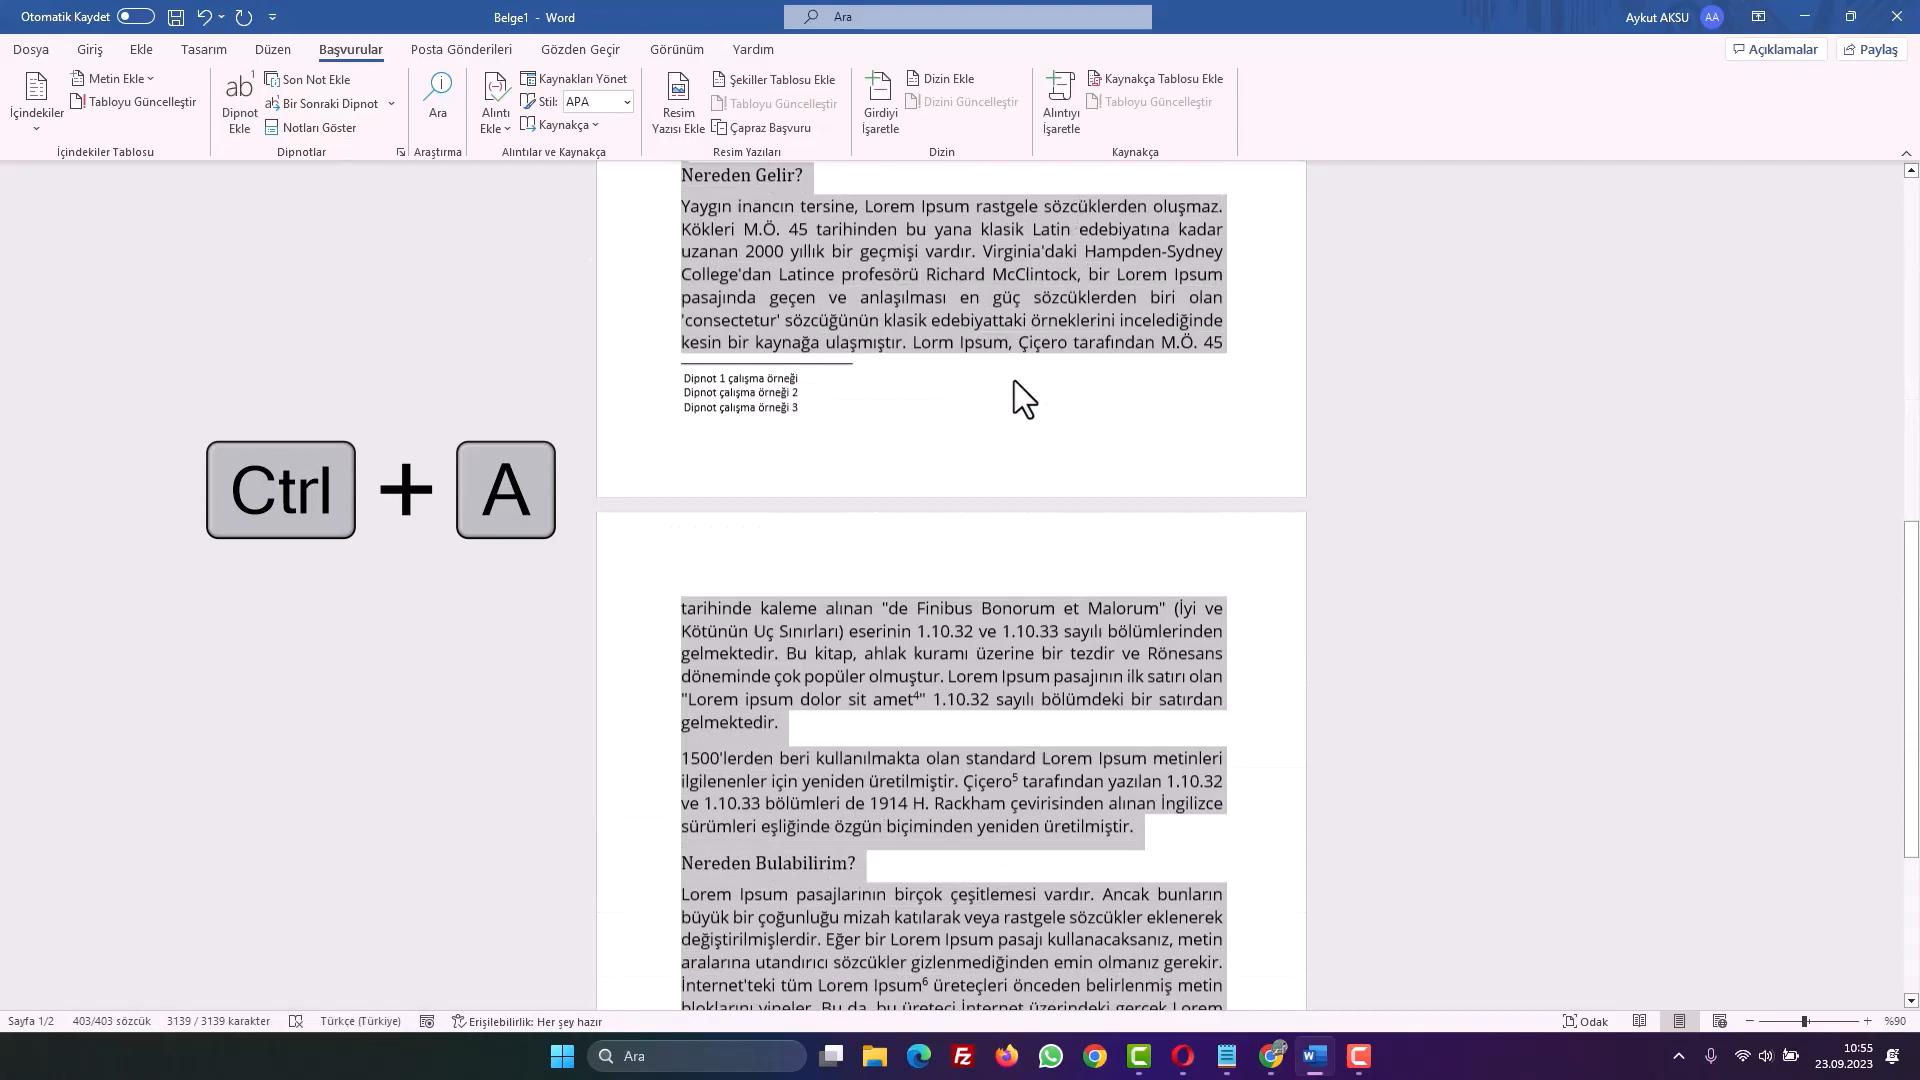 Otomatik Kaydet
Belge1 - Word
Ara
Aykut AKSU
AA
Dosya
Giriş
Ekle
Tasarım
Düzen
Başvurular
Posta Gönderileri
Gözden Geçir
Görünüm
Yardım
Açıklamalar
Paylaş
İçindekiler
Metin Ekle
Tabloyu Güncelleştir
İçindekiler Tablosu
ab1
Dipnot
Ekle
Son Not Ekle
Bir Sonraki Dipnot
Notları Göster
Dipnotlar
Ara
Araştırma
Alıntı
Ekle
Kaynakları Yönet
Stil: APA
Kaynakça
Alıntılar ve Kaynakça
Resim
Yazısı Ekle
Şekiller Tablosu Ekle
Tabloyu Güncelleştir
Çapraz Başvuru
Resim Yazıları
Girdiyi
İşaretle
Dizin Ekle
Dizini Güncelleştir
Dizin
Alıntıyı
İşaretle
Kaynakça Tablosu Ekle
Tabloyu Güncelleştir
Kaynakça
Nereden Gelir?
Yaygın inancın tersine, Lorem Ipsum rastgele sözcüklerden oluşmaz.
Kökleri M.Ö. 45 tarihinden bu yana klasik Latin edebiyatına kadar
uzanan 2000 yıllık bir geçmişi vardır. Virginia'daki Hampden-Sydney
College'dan Latince profesörü Richard McClintock, bir Lorem Ipsum
pasajında geçen ve anlaşılması en güç sözcüklerden biri olan
'consectetur' sözcüğünün klasik edebiyattaki örneklerini incelediğinde
kesin bir kaynağa ulaşmıştır. Lorm Ipsum, Çiçero tarafından M.Ö. 45
Dipnot 1 çalışma örneği
Dipnot çalışma örneği 2
Dipnot çalışma örneği 3
Ctrl + A
tarihinde kaleme alınan "de Finibus Bonorum et Malorum" (İyi ve
Kötünün Uç Sınırları) eserinin 1.10.32 ve 1.10.33 sayılı bölümlerinden
gelmektedir. Bu kitap, ahlak kuramı üzerine bir tezdir ve Rönesans
döneminde çok popüler olmuştur. Lorem Ipsum pasajının ilk satırı olan
"Lorem ipsum dolor sit amet4" 1.10.32 sayılı bölümdeki bir satırdan
gelmektedir.
1500'lerden beri kullanılmakta olan standard Lorem Ipsum metinleri
ilgilenenler için yeniden üretilmiştir. Çiçero5 tarafından yazılan 1.10.32
ve 1.10.33 bölümleri de 1914 H. Rackham çevirisinden alınan İngilizce
sürümleri eşliğinde özgün biçiminden yeniden üretilmiştir.
Nereden Bulabilirim?
Lorem Ipsum pasajlarının birçok çeşitlemesi vardır. Ancak bunların
büyük bir çoğunluğu mizah katılarak veya rastgele sözcükler eklenerek
değiştirilmişlerdir. Eğer bir Lorem Ipsum pasajı kullanacaksanız, metin
aralarına utandırıcı sözcükler gizlenmediğinden emin olmanız gerekir.
İnternet'teki tüm Lorem Ipsum6 üreteçleri önceden belirlenmiş metin
bloklarını yineler. Bu da, bu üreteci İnternet üzerindeki gerçek Lorem
Sayfa 1/2
403/403 sözcük
3139 / 3139 karakter
Türkçe (Türkiye)
Erişilebilirlik: Her şey hazır
Odak
%90
Ara
10:55
23.09.2023